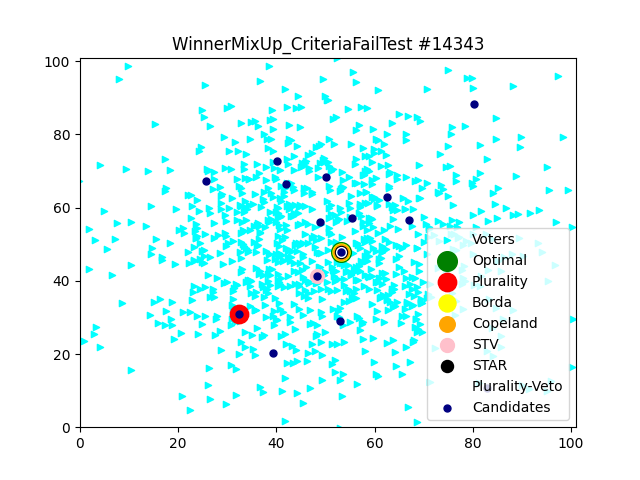 WinnerMixUp_CriteriaFailTest #14343
100
80
60
40
20
0
0
20
40
60
80
100
Voters
Optimal
Plurality
Borda
Copeland
STV
STAR
Plurality-Veto
Candidates